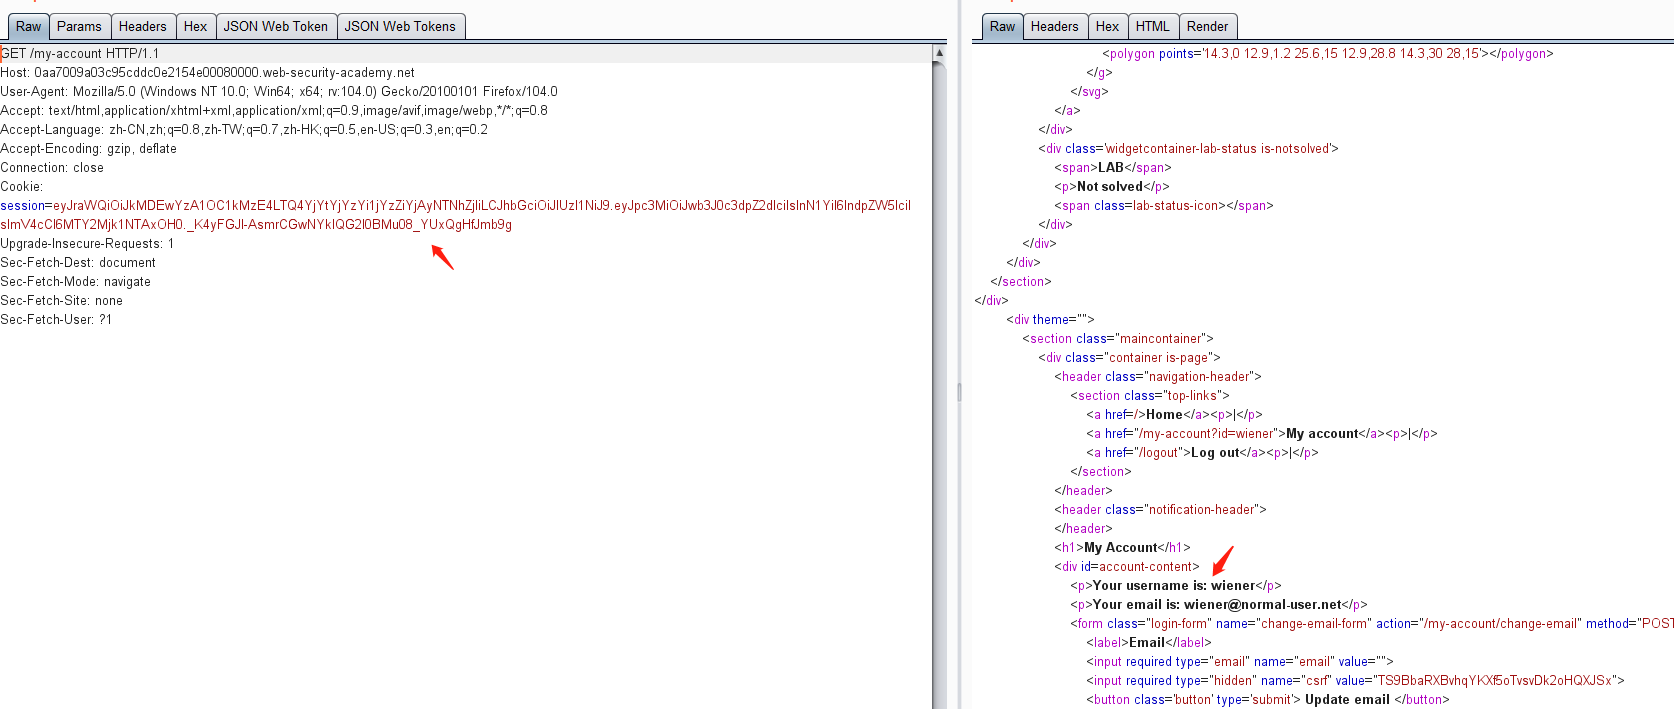 Raw Params Headers Hex JSON Web Token JSON Web Tokens
GET /my-account HTTP/1.1
Host: 0aa7009a03c95cddc0e2154e00080000.web-security-academy.net
User-Agent: Mozilla/5.0 (Windows NT 10.0; Win64; x64; rv:104.0) Gecko/20100101 Firefox/104.0
Accept: text/html,application/xhtml+xml,application/xml;q=0.9,image/avif,image/webp,*/*;q=0.8
Accept-Language: zh-CN,zh;q=0.8,zh-TW;q=0.7,zh-HK;q=0.5,en-US;q=0.3,en;q=0.2
Accept-Encoding: gzip, deflate
Connection: close
Cookie:
session=eyJraWQiOiJkMDEwYzA1OC1kMzE4LTQ4YjYtYjYzYi1jYzZiYjAyNTNhZjliLCJhbGciOiJIUzI1NiJ9.eyJpc3MiOiJwb3J0c3dpZ2dlciIsInN1YiI6IndpZW5lciI
sImV4cCI6MTY2Mjk1NTAxOH0._K4yFGJl-AsmrCGwNYkIQG2l0BMu08_YUxQgHfJmb9g
Upgrade-Insecure-Requests: 1
Sec-Fetch-Dest: document
Sec-Fetch-Mode: navigate
Sec-Fetch-Site: none
Sec-Fetch-User: ?1
Raw Headers Hex HTML Render
<polygon points='14.3,0 12.9,1.2 25.6,15 12.9,28.8 14.3,30 28,15'></polygon>
</g>
</svg>
</a>
</div>
<div class='widgetcontainer-lab-status is-notsolved'>
<span>LAB</span>
<p>Not solved</p>
<span class=lab-status-icon></span>
</div>
</div>
</div>
</section>
</div>
<div theme="">
<section class="maincontainer">
<div class="container is-page">
<header class="navigation-header">
<section class="top-links">
<a href=/>Home</a><p>|</p>
<a href="/my-account?id=wiener">My account</a><p>|</p>
<a href="/logout">Log out</a><p>|</p>
</section>
</header>
<header class="notification-header">
</header>
<h1>My Account</h1>
<div id=account-content>
<p>Your username is: wiener</p>
<p>Your email is: wiener@normal-user.net</p>
<form class="login-form" name="change-email-form" action="/my-account/change-email" method="POST
<label>Email</label>
<input required type="email" name="email" value="">
<input required type="hidden" name="csrf" value="TS9BbaRXBvhqYKXf5oTvsvDk2oHQXJSx">
<button class='button' type='submit'> Update email </button>